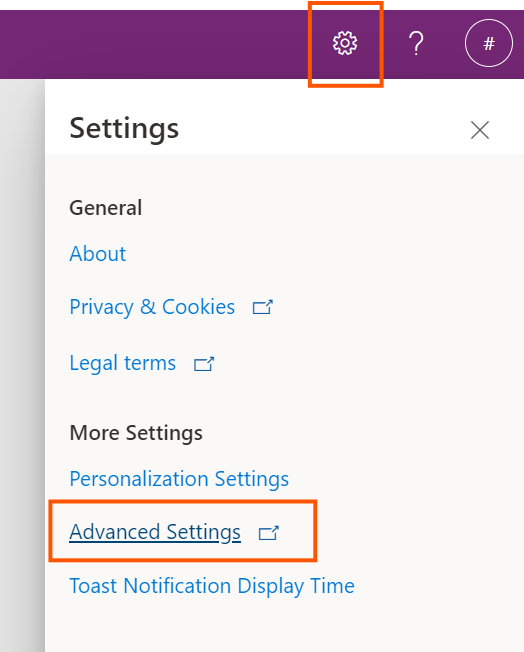 ?
#
Settings
General
About
Privacy & Cookies
Legal terms
More Settings
Personalization Settings
Advanced Settings
Toast Notification Display Time